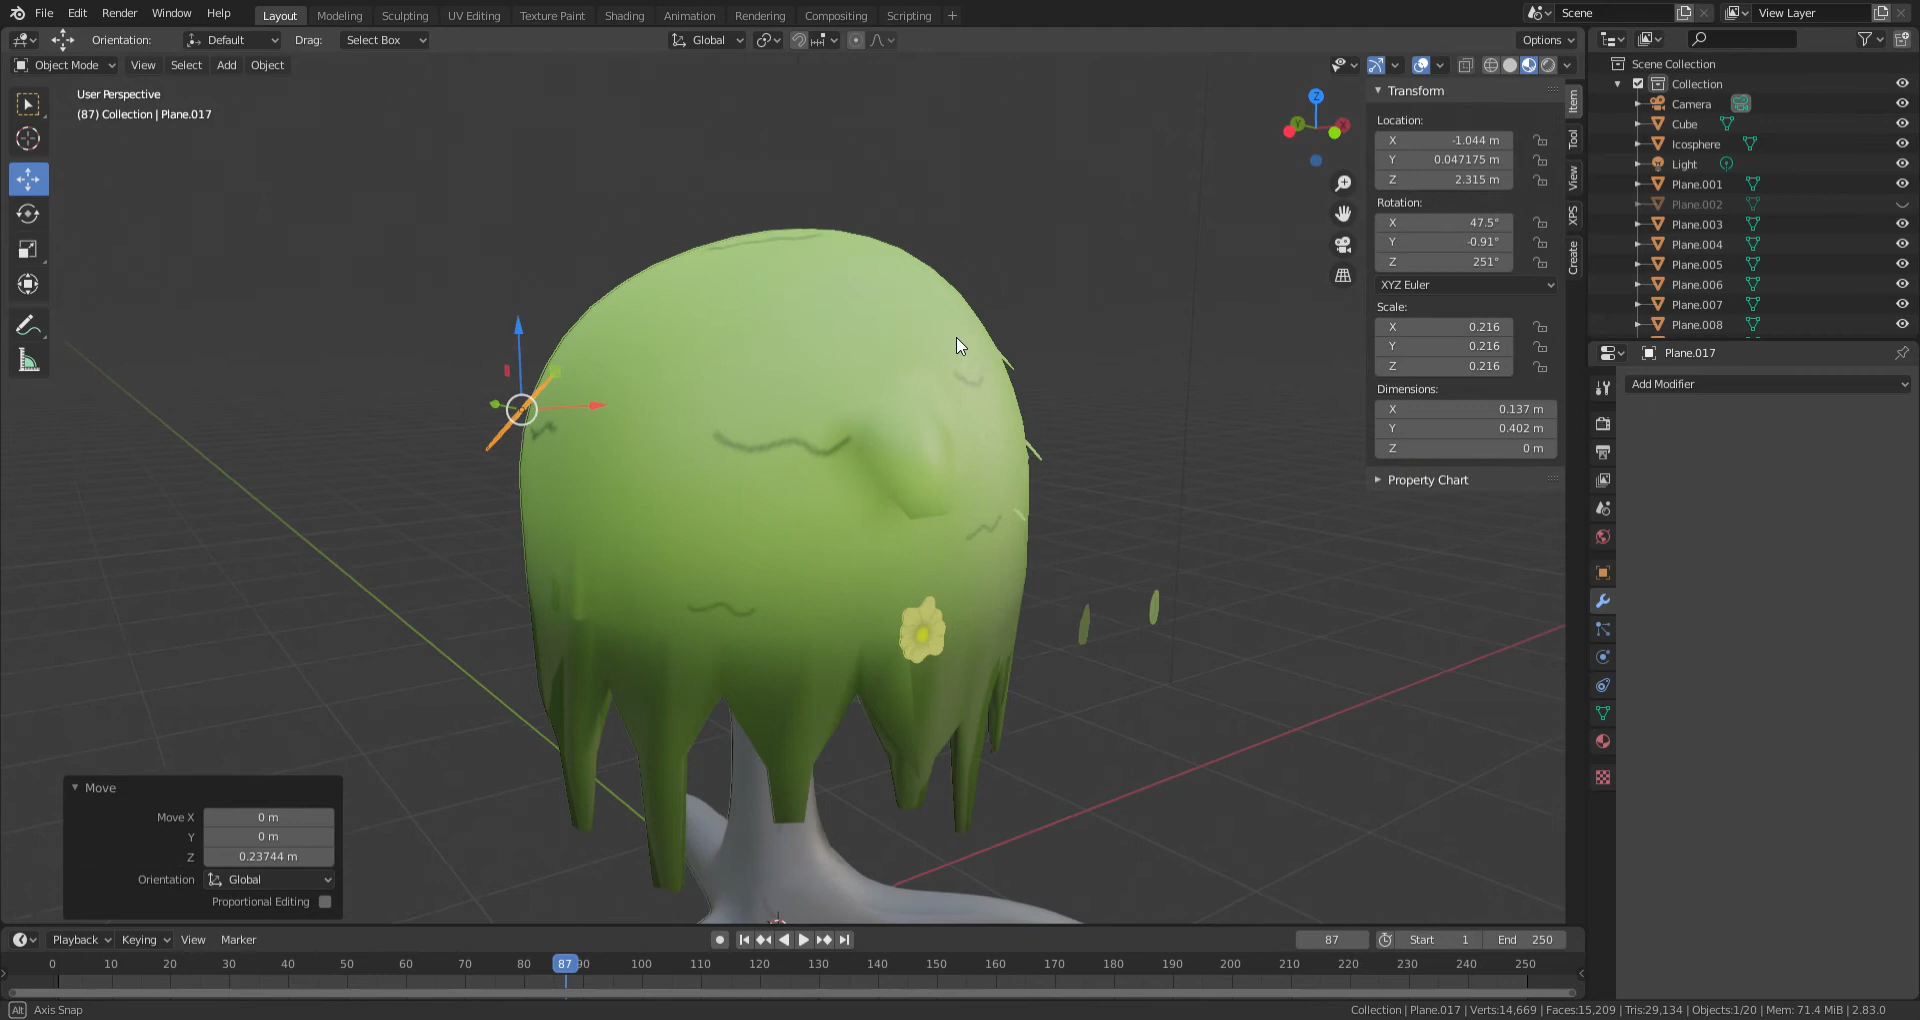 File Edit Render Window Help Layout Modeling Sculpting UV Editing Texture Paint Shading Animation Rendering Compositing Scripting + Scene View Layer
Orientation: Default Drag: Select Box Global Options
Object Mode View Select Add Object
User Perspective
(87) Collection | Plane.017
Transform
Location:
X -1.044 m
Y 0.047175 m
Z 2.315 m
Rotation:
X 47.5°
Y -0.91°
Z 251°
XYZ Euler
Scale:
X 0.216
Y 0.216
Z 0.216
Dimensions:
X 0.137 m
Y 0.402 m
Z 0 m
Property Chart
Item
Tool
View
XPS
Create
Z
Y
X
Scene Collection
Collection
Camera
Cube
Icosphere
Light
Plane.001
Plane.002
Plane.003
Plane.004
Plane.005
Plane.006
Plane.007
Plane.008
Plane.017
Add Modifier
Move
Move X 0 m
Y 0 m
Z 0.23744 m
Orientation Global
Proportional Editing
Playback Keying View Marker 87 Start 1 End 250
0 10 20 30 40 50 60 70 80 87 90 100 110 120 130 140 150 160 170 180 190 200 210 220 230 240 250
Alt Axis Snap Collection | Plane.017 | Verts:14,669 | Faces:15,209 | Tris:29,134 | Objects:1/20 | Mem: 71.4 MiB | 2.83.0